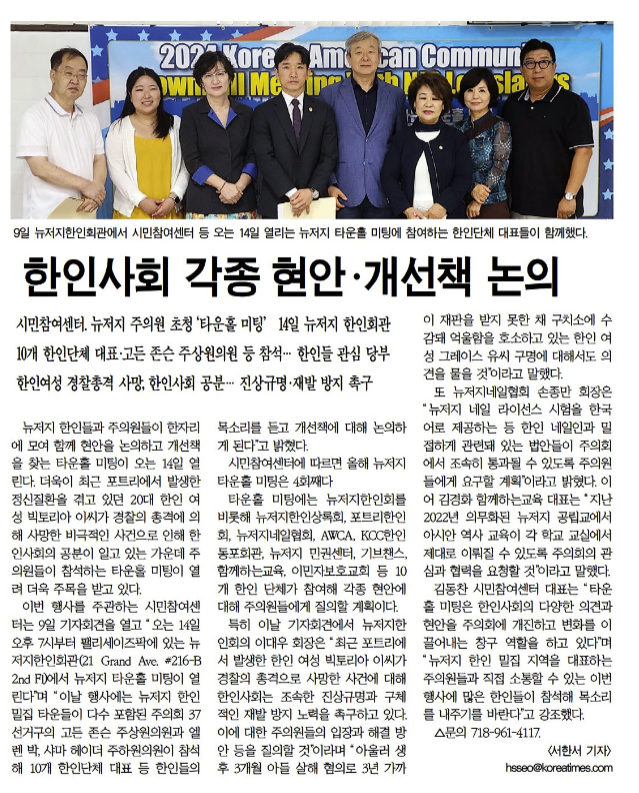 2024 Korean American Community
Town Hall Meeting With NJ Legislators
9일 뉴저지한인회관에서 시민참여센터 등 오는 14일 열리는 뉴저지 타운홀 미팅에 참여하는 한인단체 대표들이 함께했다.
한인사회 각종 현안·개선책 논의
시민참여센터, 뉴저지 주의원 초청 ‘타운홀 미팅’ 14일 뉴저지 한인회관
10개 한인단체 대표·고든 존슨 주상원의원 등 참석… 한인들 관심 당부
한인여성 경찰총격 사망, 한인사회 공분… 진상규명·재발 방지 촉구
뉴저지 한인들과 주의원들이 한자리
에 모여 함께 현안을 논의하고 개선책
을 찾는 타운홀 미팅이 오는 14일 열
린다. 더욱이 최근 포트리에서 발생한
정신질환을 겪고 있던 20대 한인 여
성 빅토리아 이씨가 경찰의 총격에 의
해 사망한 비극적인 사건으로 인해 한
인사회의 공분이 일고 있는 가운데 주
의원들이 참석하는 타운홀 미팅이 열
려 더욱 주목을 받고 있다.
이번 행사를 주관하는 시민참여센
터는 9일 기자회견을 열고 “오는 14일
오후 7시부터 팰리세이즈팍에 있는 뉴
저지한인회관(21 Grand Ave. #216-B
2nd Fl)에서 뉴저지 타운홀 미팅이 열
린다”며 “이날 행사에는 뉴저지 한인
밀집 타운들이 다수 포함된 주의회 37
선거구의 고든 존슨 주상원의원과 엘
렌 박, 샤마 헤이더 주하원의원이 참석
해 10개 한인단체 대표 등 한인들의
목소리를 듣고 개선책에 대해 논의하
게 된다”고 밝혔다.
시민참여센터에 따르면 올해 뉴저지
타운홀 미팅은 4회째다
타운홀 미팅에는 뉴저지한인회를
비롯해 뉴저지한인상록회, 포트리한인
회, 뉴저지네일협회, AWCA, KCC한인
동포회관, 뉴저지 민권센터, 기브챈스,
함께하는교육, 이민자보호교회 등 10
개 한인 단체가 참여해 각종 현안에
대해 주의원들에게 질의할 계획이다.
특히 이날 기자회견에서 뉴저지한
인회의 이대우 회장은 “최근 포트리에
서 발생한 한인 여성 빅토리아 이씨가
경찰의 총격으로 사망한 사건에 대해
한인사회는 조속한 진상규명과 구체
적인 재발 방지 노력을 촉구하고 있다.
이에 대한 주의원들의 입장과 해결 방
안 등을 질의할 것”이라며 “아울러 생
후 3개월 아들 살해 혐의로 3년 가까
이 재판을 받지 못한 채 구치소에 수
감돼 억울함을 호소하고 있는 한인 여
성 그레이스 유씨 구명에 대해서도 의
견을 물을 것”이라고 말했다.
또 뉴저지네일협회 손종만 회장은
“뉴저지 네일 라이선스 시험을 한국
어로 제공하는 등 한인 네일인과 밀
접하게 관련돼 있는 법안들이 주의회
에서 조속히 통과될 수 있도록 주의원
들에게 요구할 계획”이라고 밝혔다. 이
어 김경화 함께하는교육 대표는 “지난
2022년 의무화된 뉴저지 공립교에서
아시안 역사 교육이 각 학교 교실에서
제대로 이뤄질 수 있도록 주의회의 관
심과 협력을 요청할 것”이라고 말했다.
김동찬 시민참여센터 대표는 “타운
홀 미팅은 한인사회의 다양한 의견과
현안을 주의회에 개진하고 변화를 이
끌어내는 창구 역할을 하고 있다”며
“뉴저지 한인 밀집 지역을 대표하는
주의원들과 직접 소통할 수 있는 이번
행사에 많은 한인들이 참석해 목소리
를 내주기를 바란다”고 강조했다.
△문의 718-961-4117.
〈서한서 기자〉
hsseo@koreatimes.com